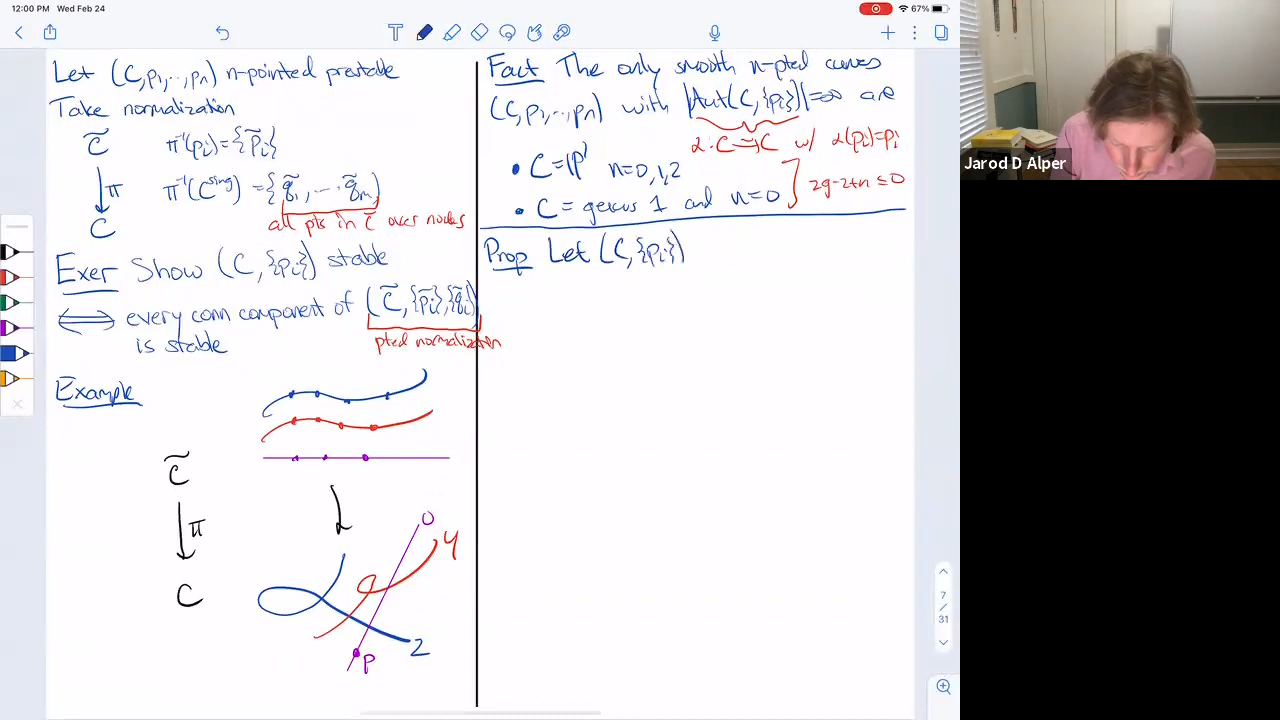 12:00 PM Wed Feb 24
67%
Let (C, p₁, .., pₙ) n-pointed prestable
Take normalization
C̃
π⁻¹(pᵢ) = {p̃ᵢ}
π
π⁻¹(C^sing) = {q̃₁, ... q̃ₘ}
all pts in C̃ over nodes
C
Exer Show (C, {pᵢ}) stable
⟺ every conn component of (C̃, {p̃ᵢ}, {q̃ᵢ})
is stable
pted normalization
Example
C̃
π
C
0
4
2
P
Fact The only smooth n-pted curves
(C, p₁, .., pₙ) with |Aut(C, {pᵢ})| = ∞ are
α: C ⥲ C w/ α(pᵢ) = pᵢ
• C = ℙ¹ n = 0, 1, 2
• C = genus 1 and n = 0
2g-2+n ≤ 0
Prop Let (C, {pᵢ})
7
/
31
Jarod D Alper